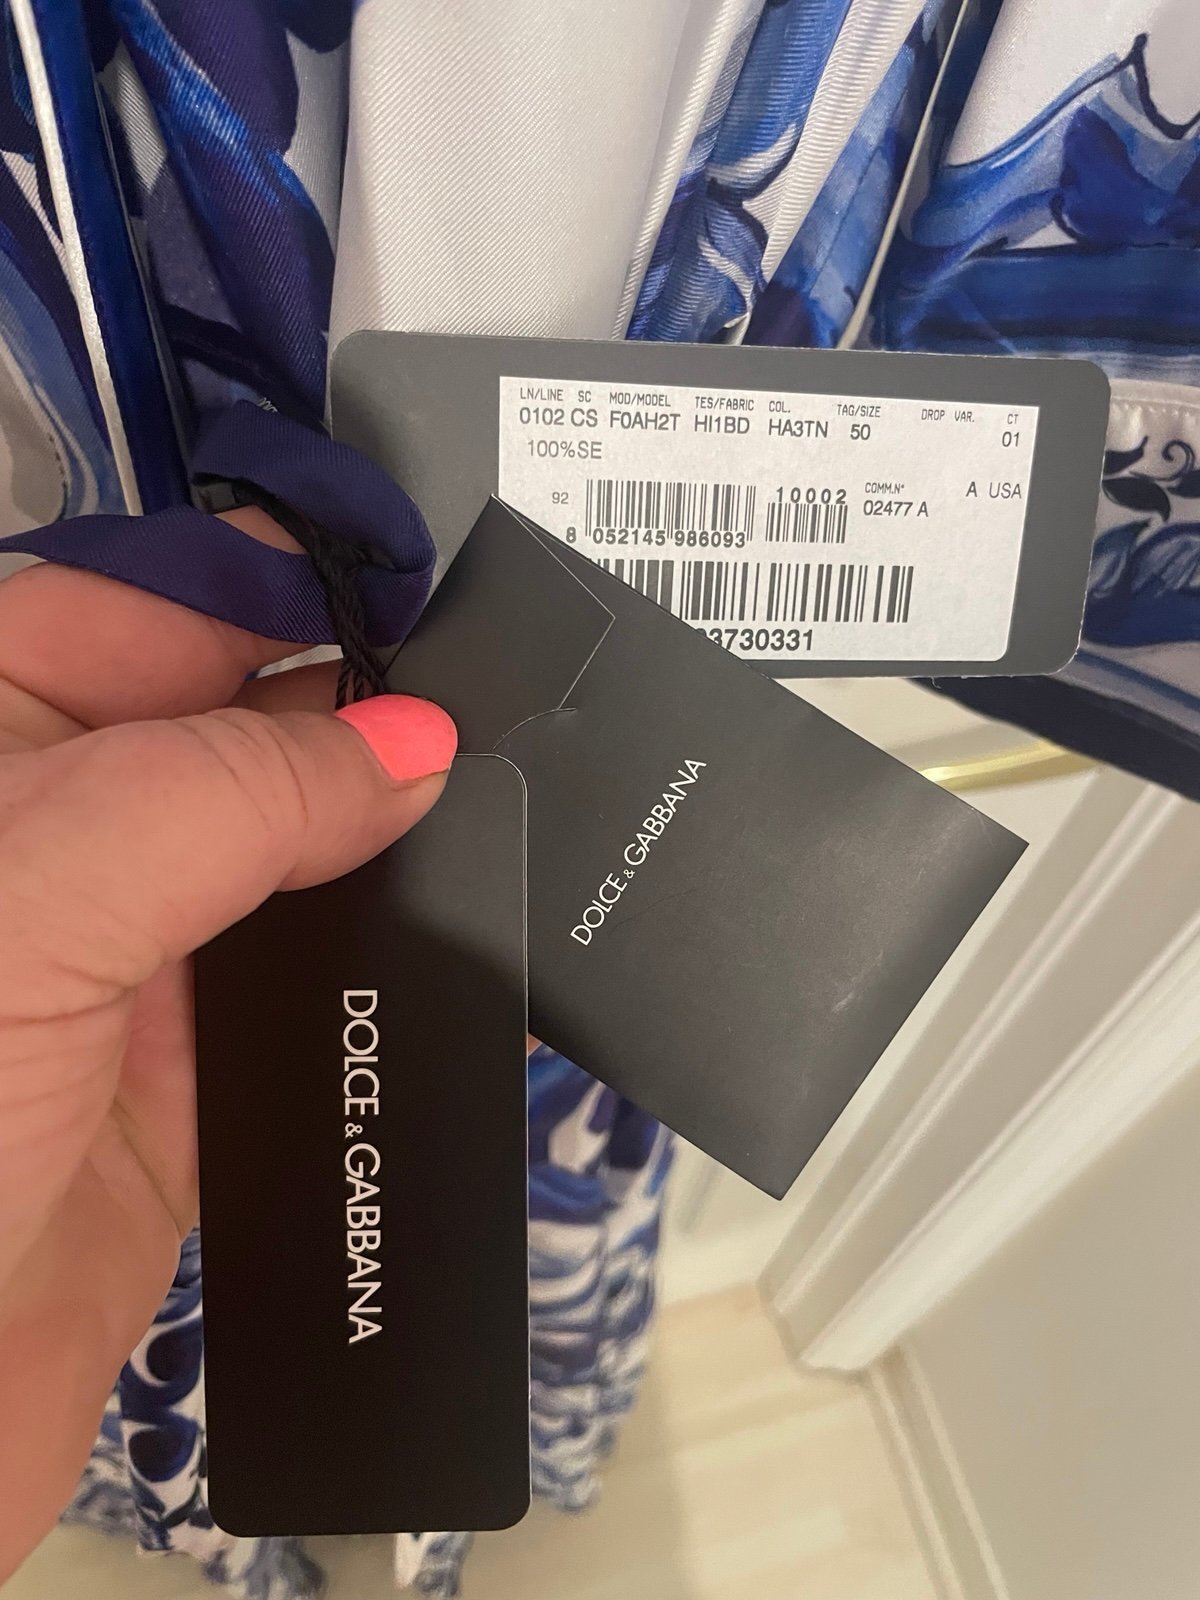 LN/LINE SC MOD/MODEL TES/FABRIC COL. TAG/SIZE DROP VAR. CT
0102 CS F0AH2T HI1BD HA3TN 50 01
100%SE
92 10002 COMM.N° A USA
02477 A
8 052145 986093
3730331
DOLCE & GABBANA
DOLCE & GABBANA